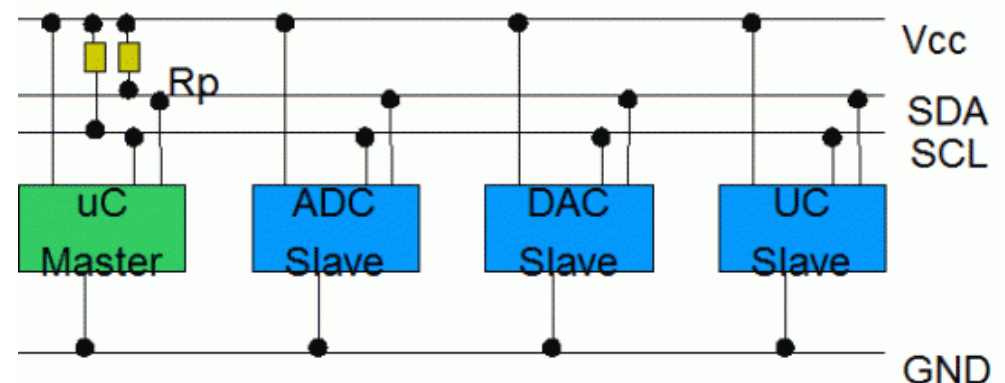 Vcc
Rp
SDA
SCL
uC
Master
ADC
Slave
DAC
Slave
UC
Slave
GND